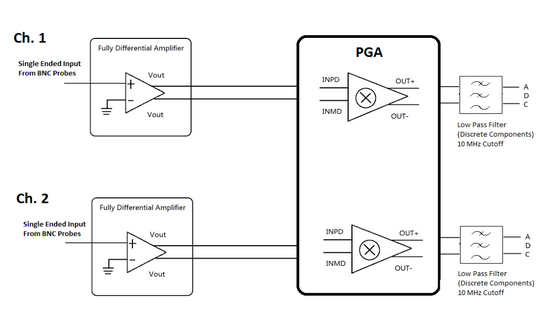 Ch. 1
Fully Differential Amplifier
Single Ended Input
From BNC Probes
Vout
+
−
Vout
PGA
INPD
OUT+
INMD
OUT-
A
D
C
Low Pass Filter
(Discrete Components)
10 MHz Cutoff
Ch. 2
Fully Differential Amplifier
Single Ended Input
From BNC Probes
Vout
+
−
Vout
INPD
OUT+
INMD
OUT-
A
D
C
Low Pass Filter
(Discrete Components)
10 MHz Cutoff